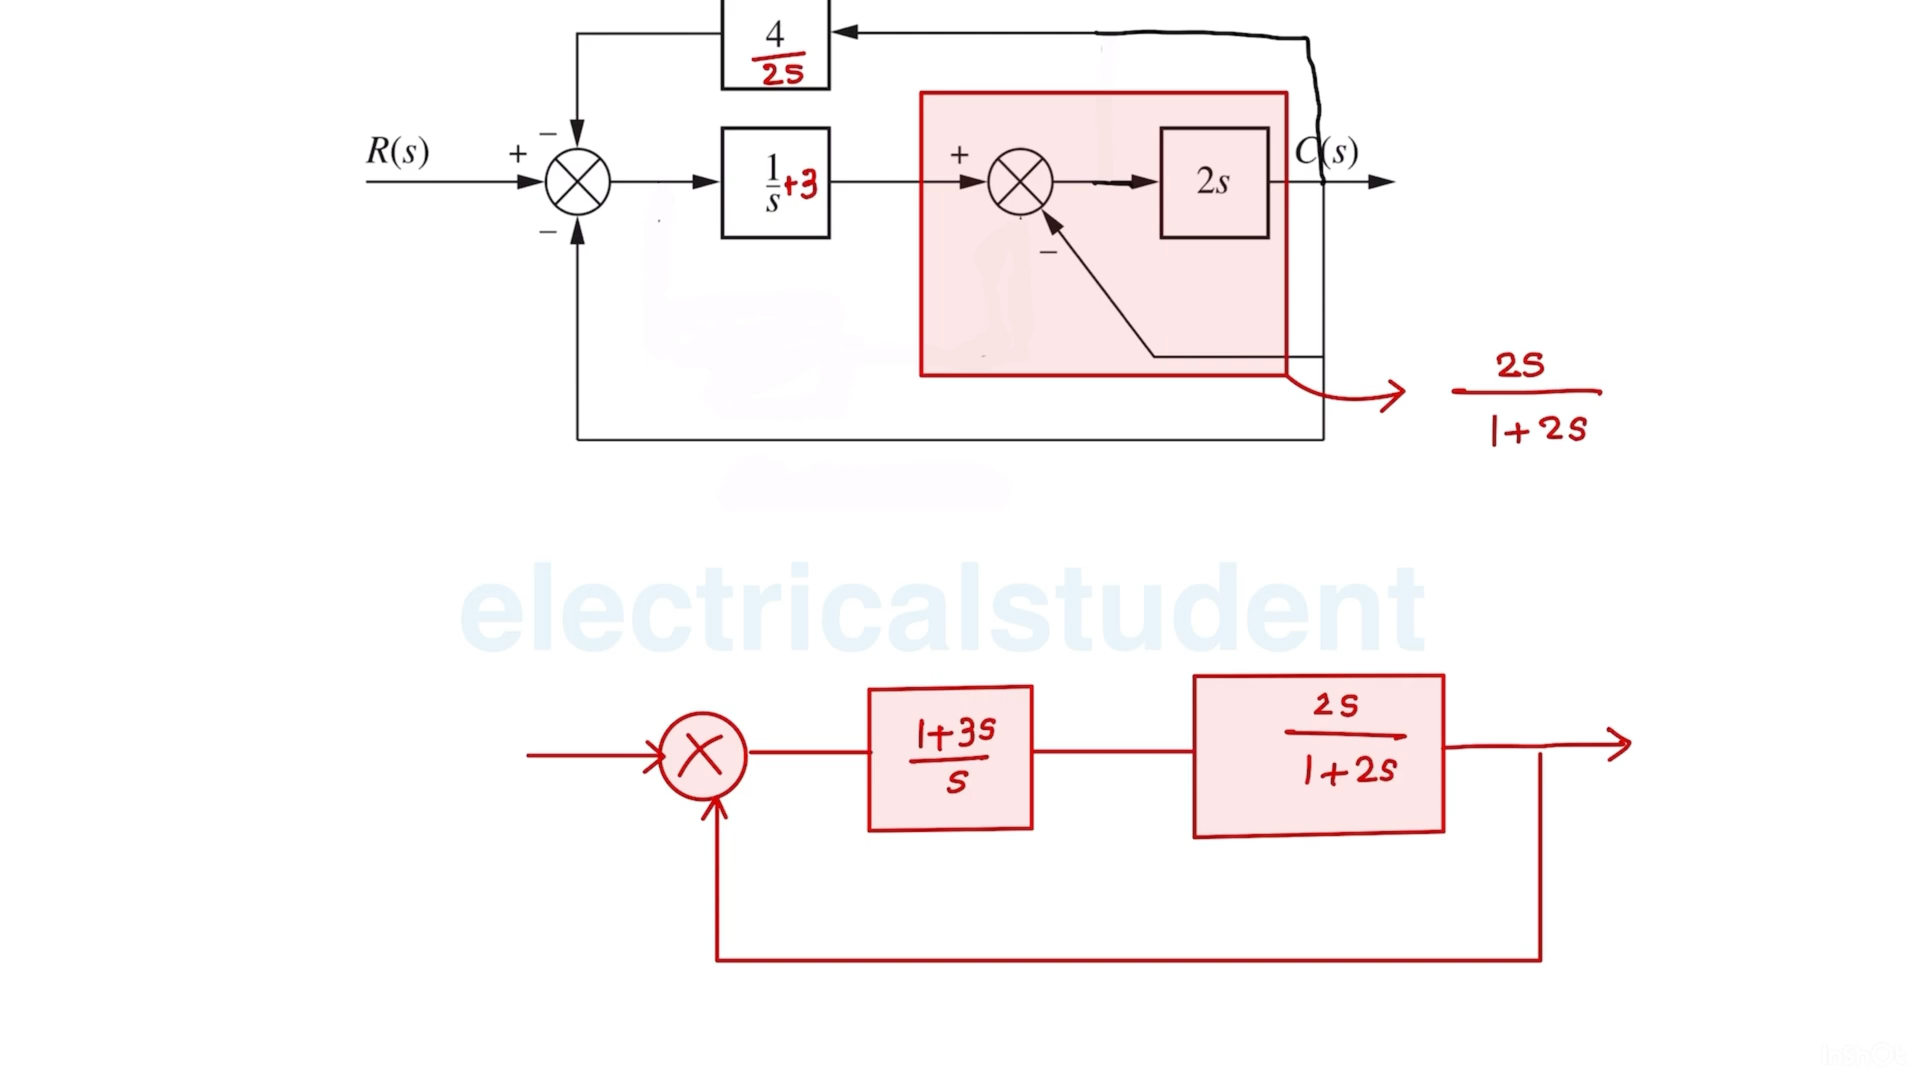 4
2s
R(s)
+
−
−
1
s
+3
+
−
2s
C(s)
2s
1+2s
electricalstudent
1+3s
s
2s
1+2s